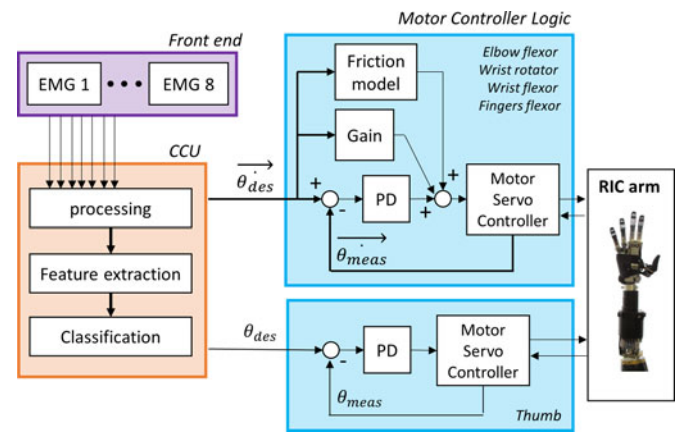 Front end
EMG 1 • • • EMG 8
CCU
processing
Feature extraction
Classification
Motor Controller Logic
Elbow flexor
Wrist rotator
Wrist flexor
Fingers flexor
Friction
model
Gain
θ̇des
+
-
PD
+
+
+
Motor
Servo
Controller
θ̇meas
RIC arm
θdes
-
PD
Motor
Servo
Controller
θmeas
Thumb